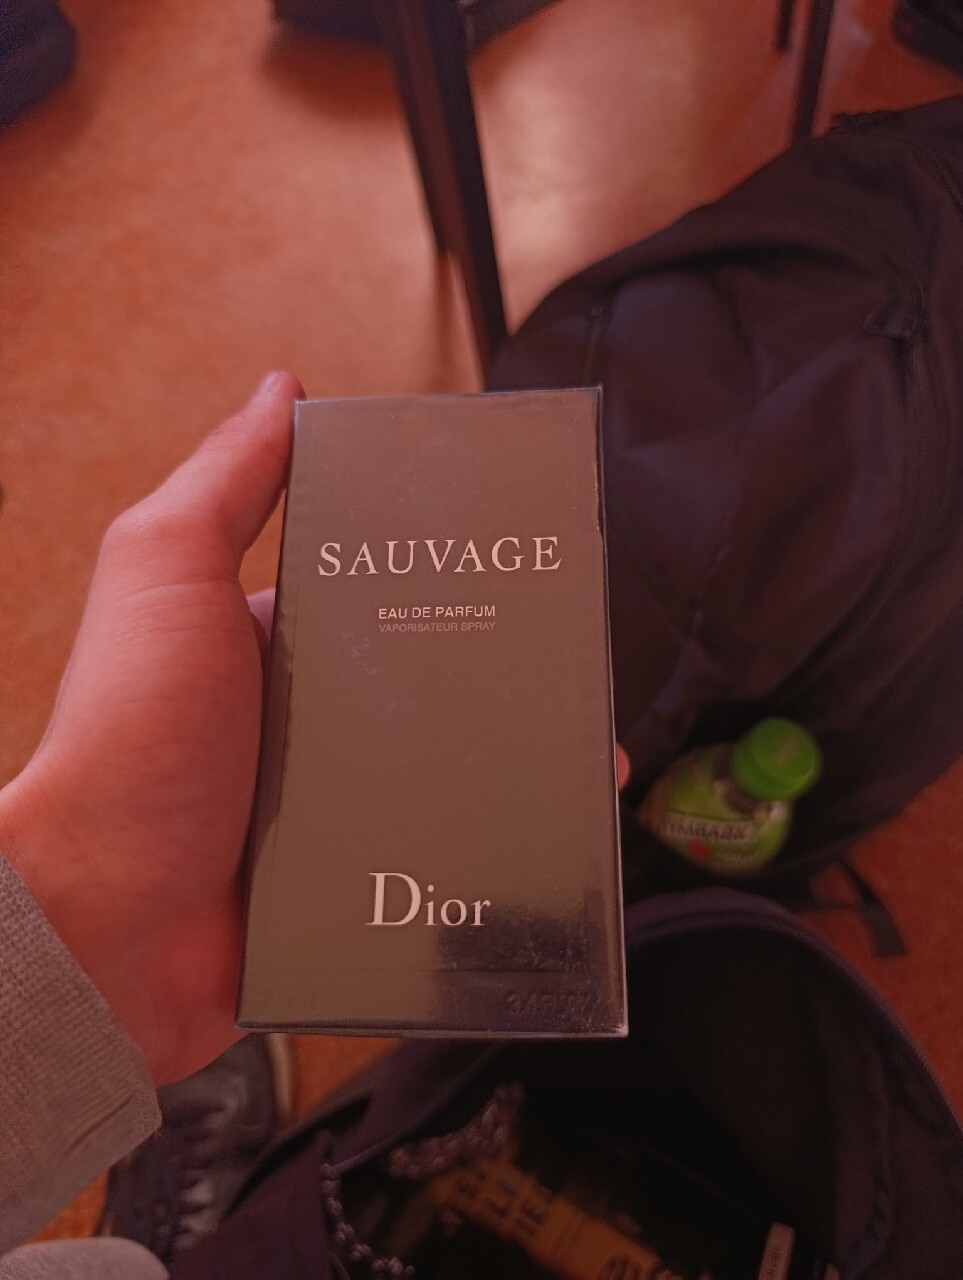 SAUVAGE
EAU DE PARFUM
VAPORISATEUR SPRAY
Dior